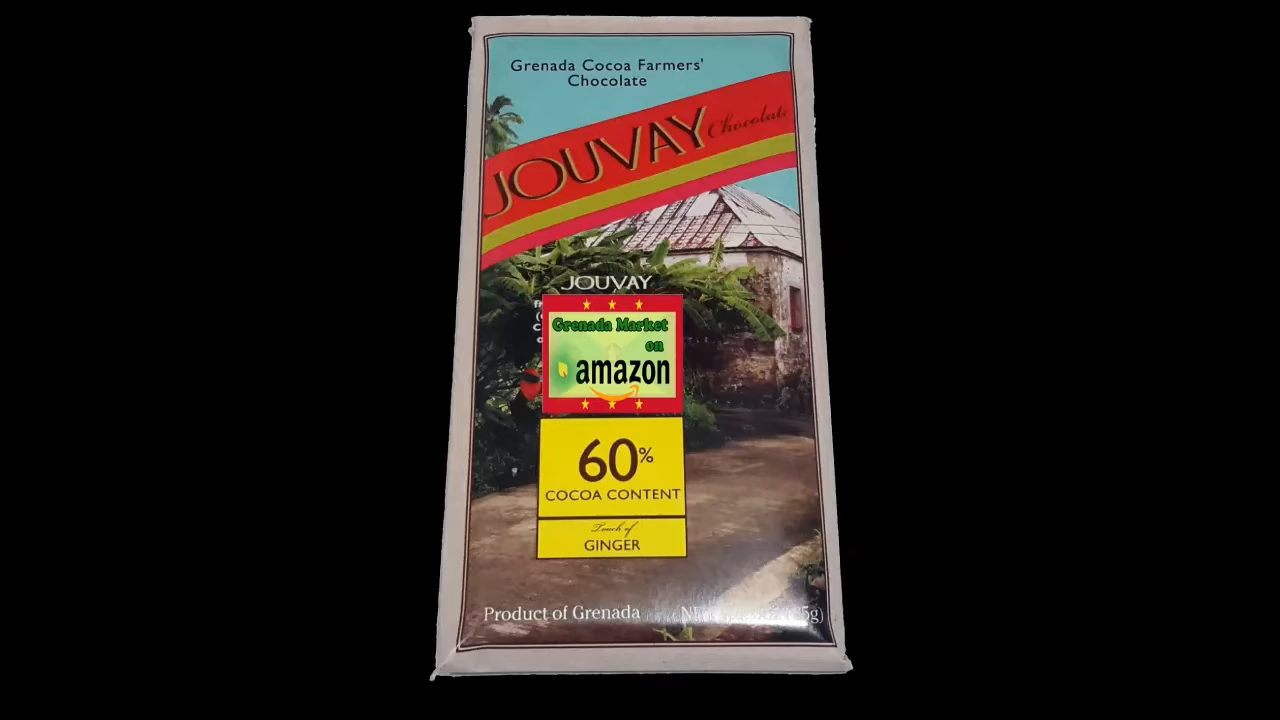 Grenada Cocoa Farmers'
Chocolate
JOUVAY Chocolate
JOUVAY
Grenada Market
on
amazon
60%
COCOA CONTENT
Touch of
GINGER
Product of Grenada